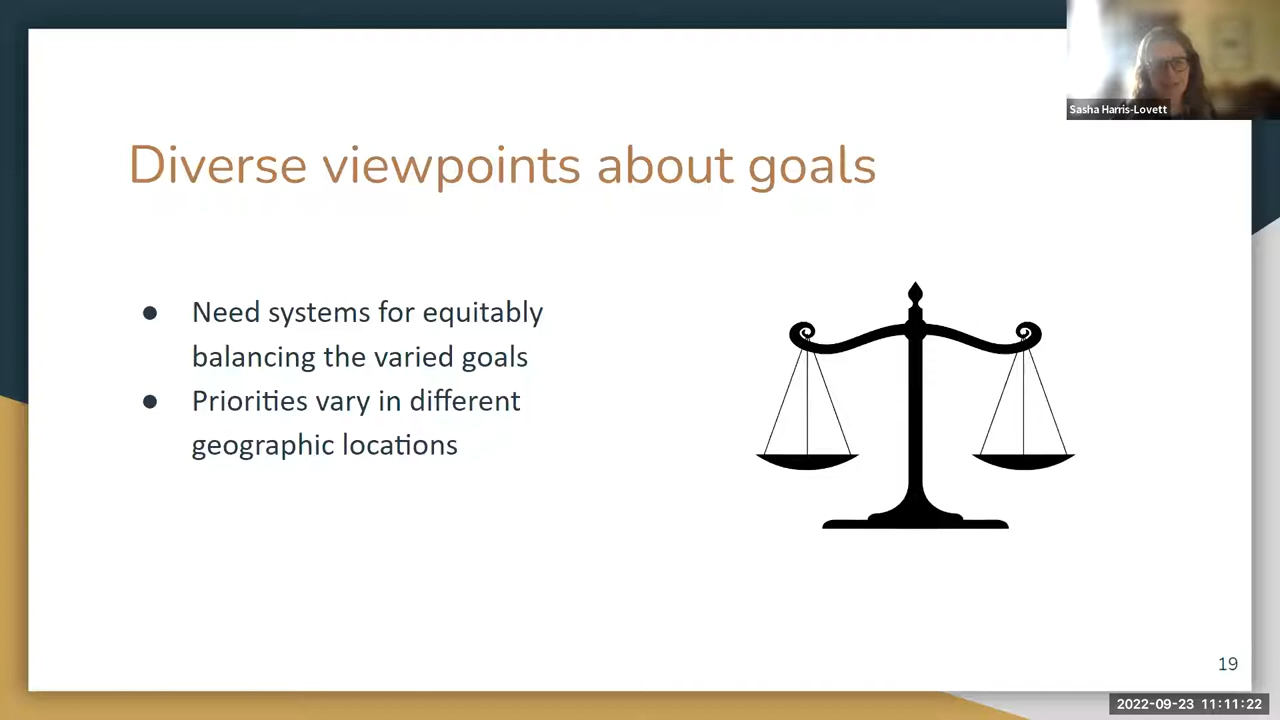 Sasha Harris-Lovett
Diverse viewpoints about goals
● Need systems for equitably
balancing the varied goals
● Priorities vary in different
geographic locations
19
2022-09-23 11:11:22